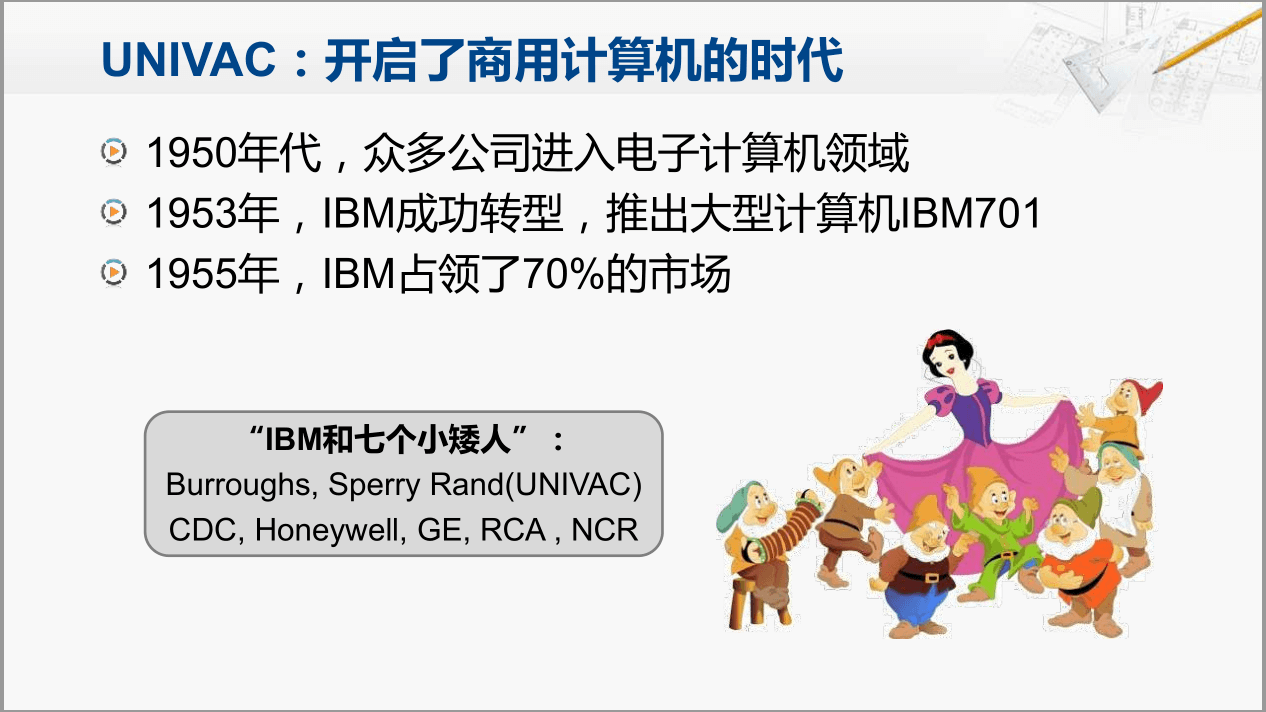 UNIVAC：开启了商用计算机的时代
1950年代，众多公司进入电子计算机领域
1953年，IBM成功转型，推出大型计算机IBM701
1955年，IBM占领了70%的市场
“IBM和七个小矮人”：
Burroughs, Sperry Rand(UNIVAC)
CDC, Honeywell, GE, RCA , NCR